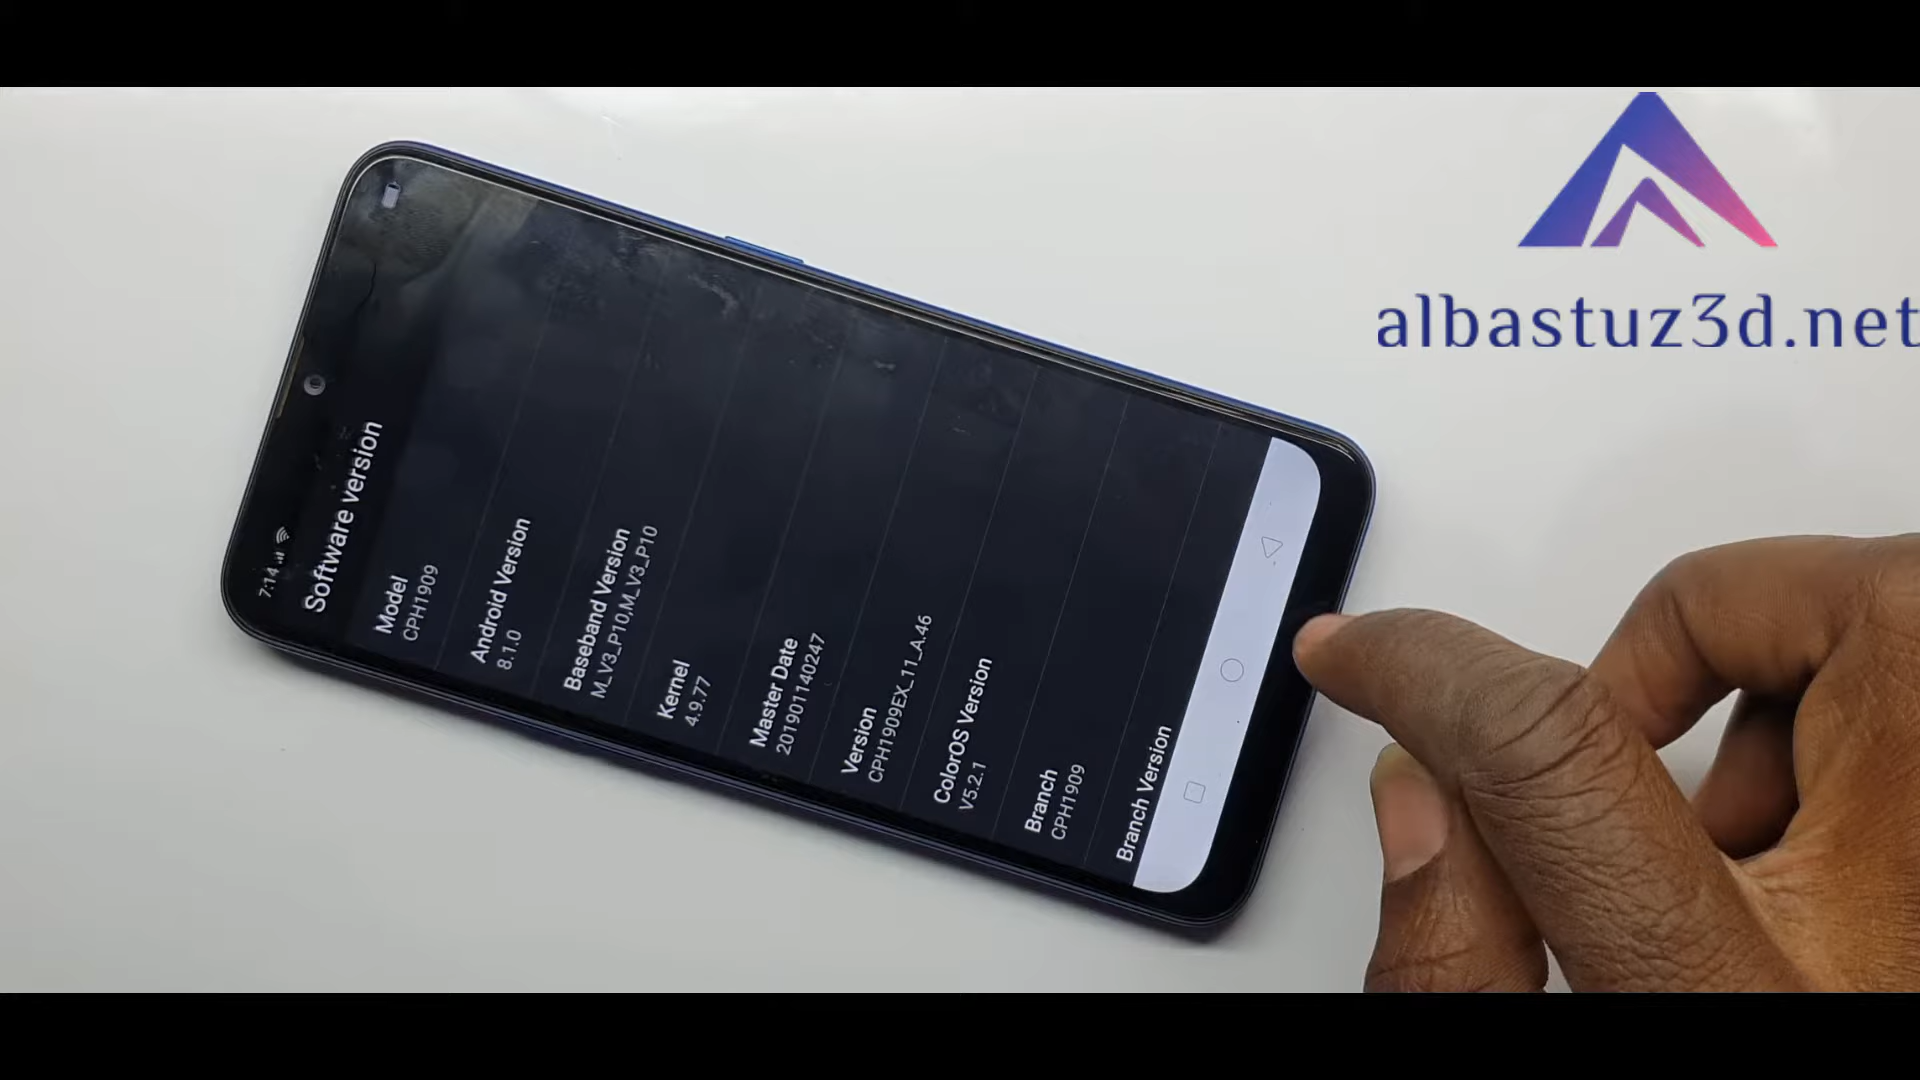 albastuz3d.net
7:14
Software version
Model
CPH1909
Android Version
8.1.0
Baseband Version
M_V3_P10,M_V3_P10
Kernel
4.9.77
Master Date
201901140247
Version
CPH1909EX_11_A.46
ColorOS Version
V5.2.1
Branch
CPH1909
Branch Version